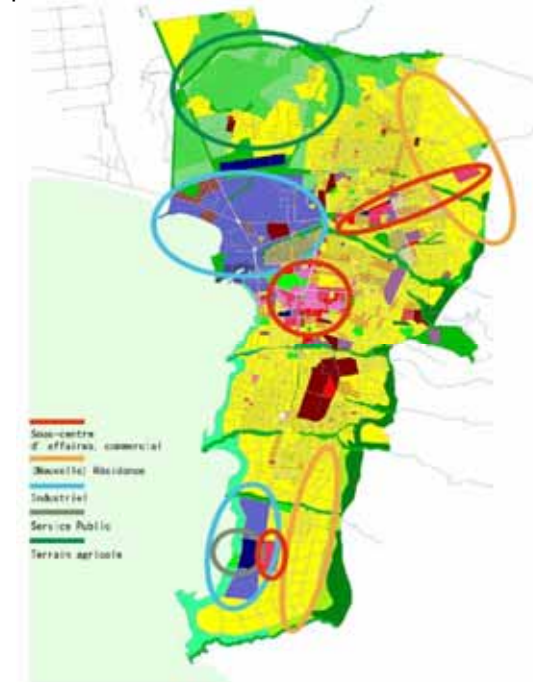 Sous-centre
d' affaires, commercial
(Nouvelle) Résidence
Industriel
Service Public
Terrain agricole